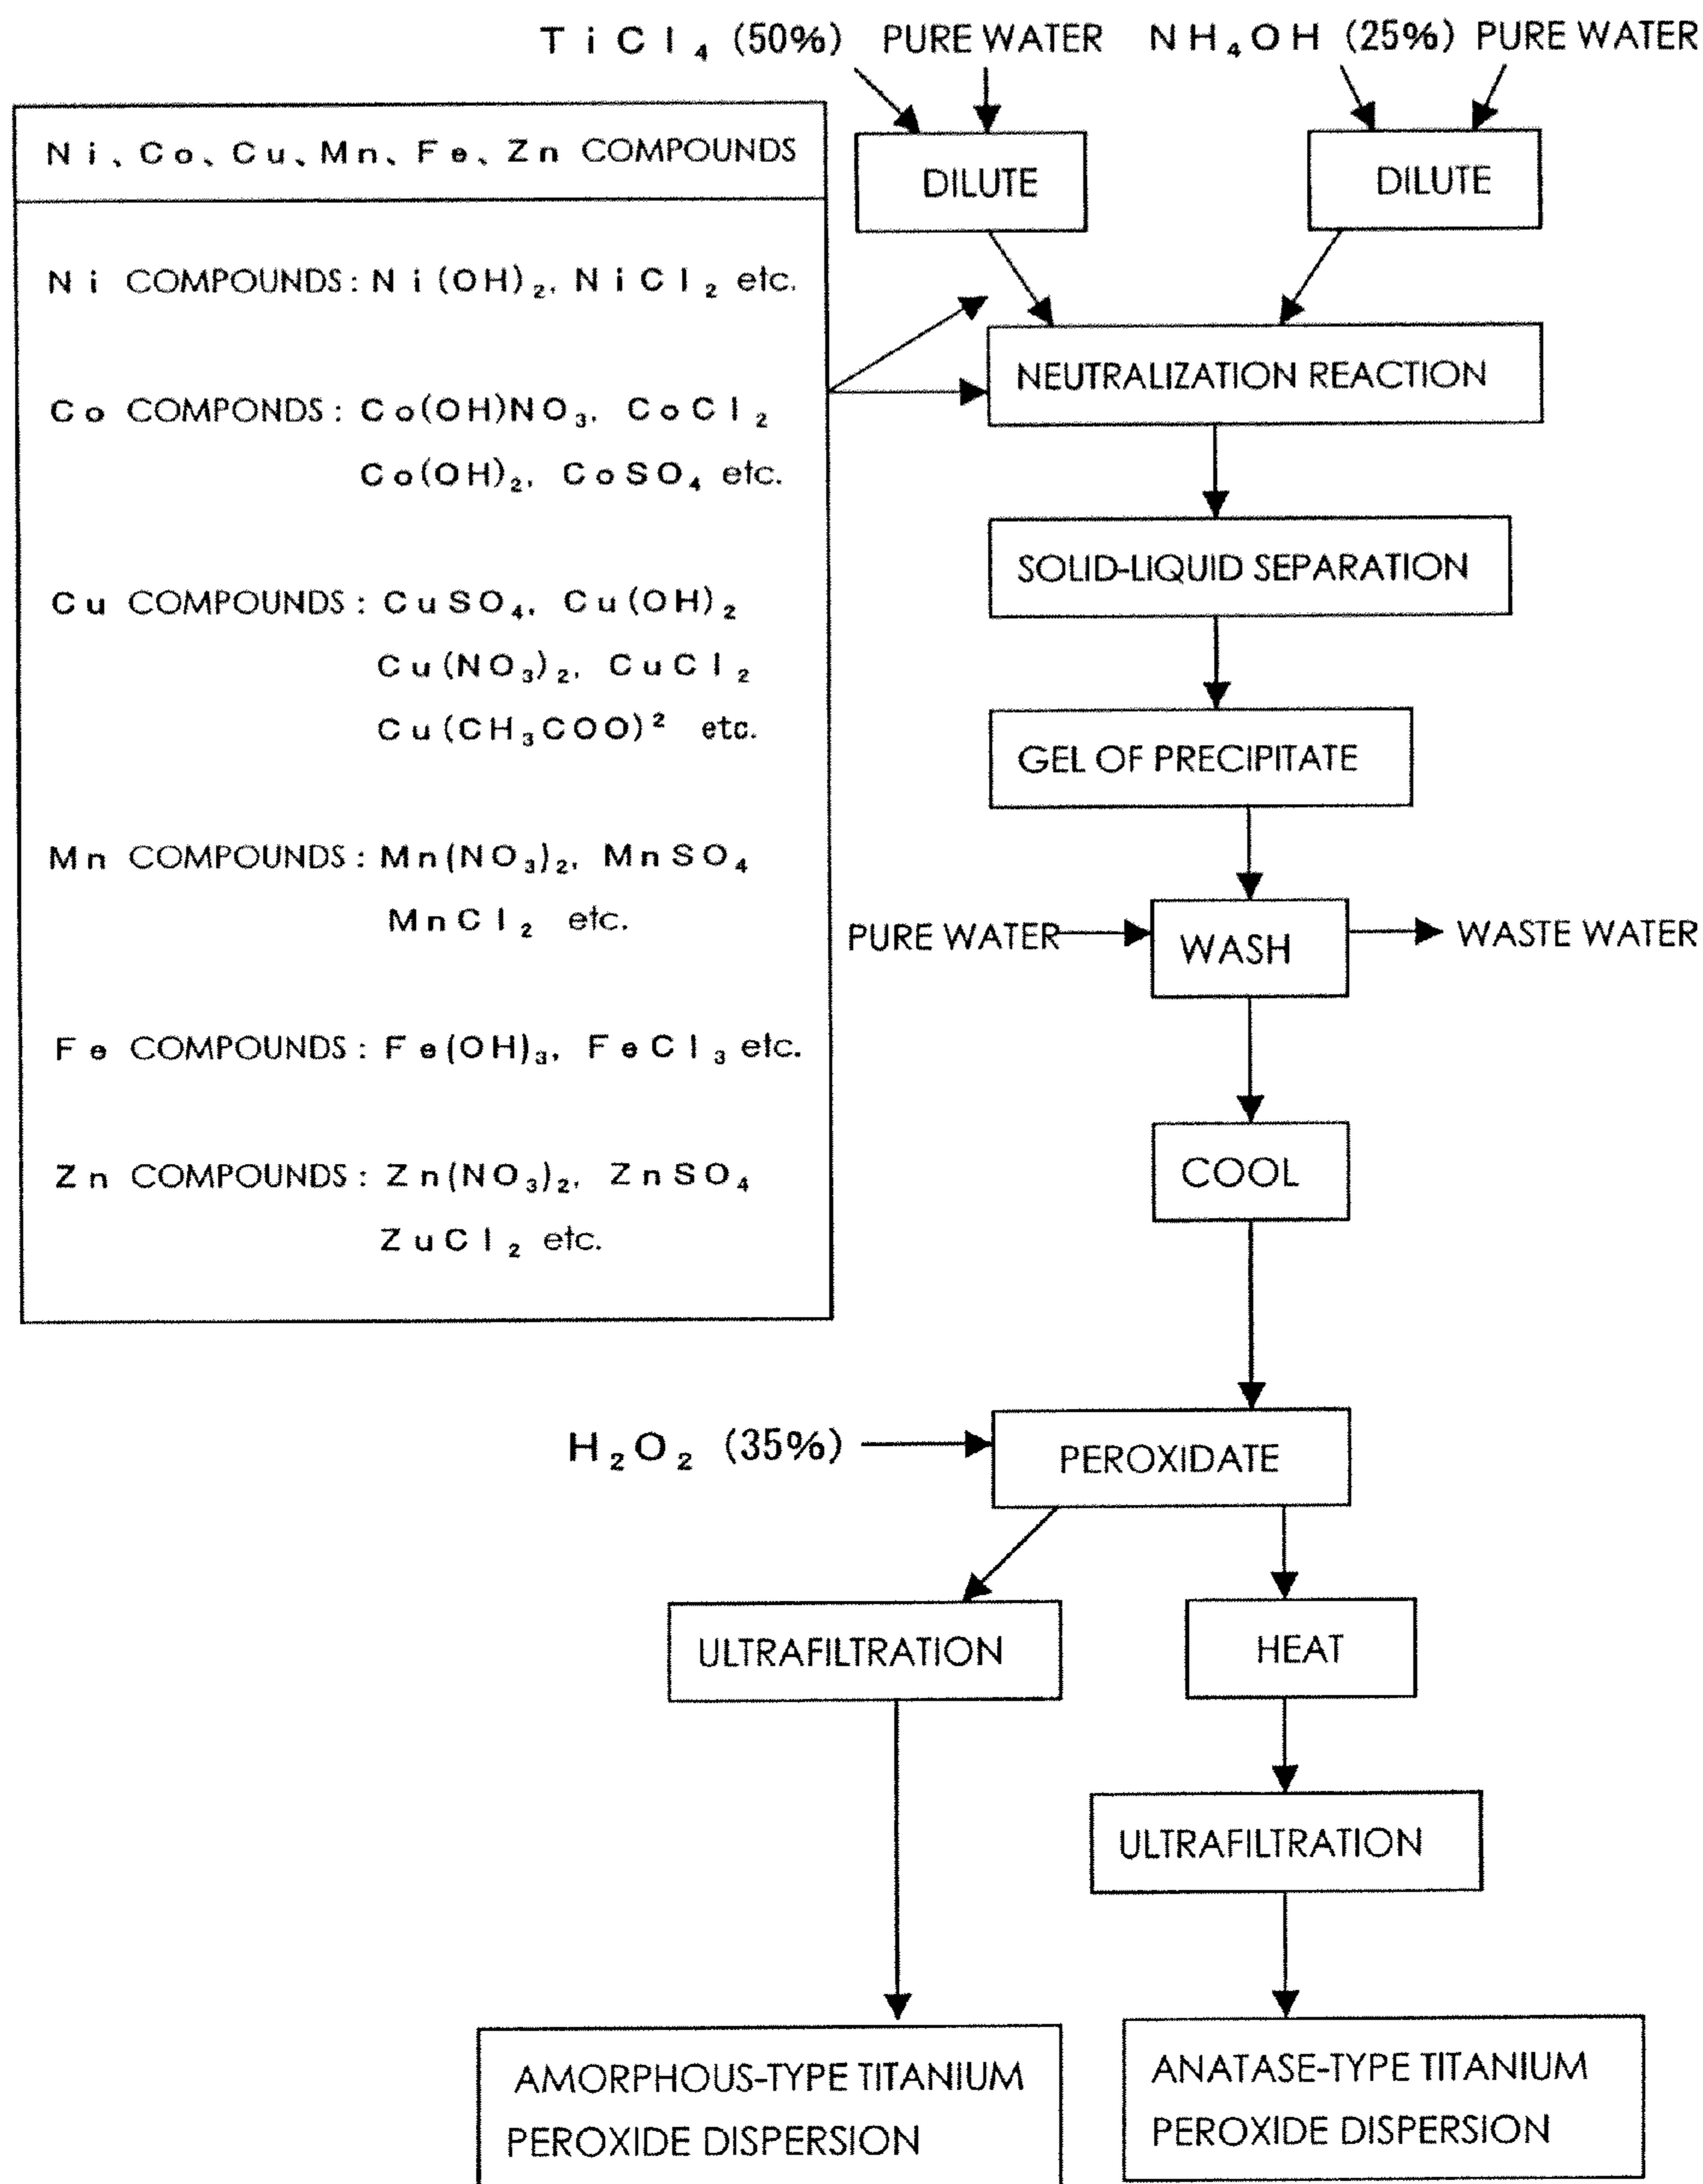 TiCl₄ (50%) PURE WATER NH₄OH (25%) PURE WATER
Ni、Co、Cu、Mn、Fe、Zn COMPOUNDS
Ni COMPOUNDS: Ni(OH)₂, NiCl₂ etc.
Co COMPONDS: Co(OH)NO₃, CoCl₂
Co(OH)₂, CoSO₄ etc.
Cu COMPOUNDS: CuSO₄, Cu(OH)₂
Cu(NO₃)₂, CuCl₂
Cu(CH₃COO)² etc.
Mn COMPOUNDS: Mn(NO₃)₂, MnSO₄
MnCl₂ etc.
Fe COMPOUNDS: Fe(OH)₃, FeCl₃ etc.
Zn COMPOUNDS: Zn(NO₃)₂, ZnSO₄
ZuCl₂ etc.
DILUTE
DILUTE
NEUTRALIZATION REACTION
SOLID-LIQUID SEPARATION
GEL OF PRECIPITATE
PURE WATER
WASH
WASTE WATER
COOL
H₂O₂ (35%)
PEROXIDATE
ULTRAFILTRATION
HEAT
ULTRAFILTRATION
AMORPHOUS-TYPE TITANIUM
PEROXIDE DISPERSION
ANATASE-TYPE TITANIUM
PEROXIDE DISPERSION